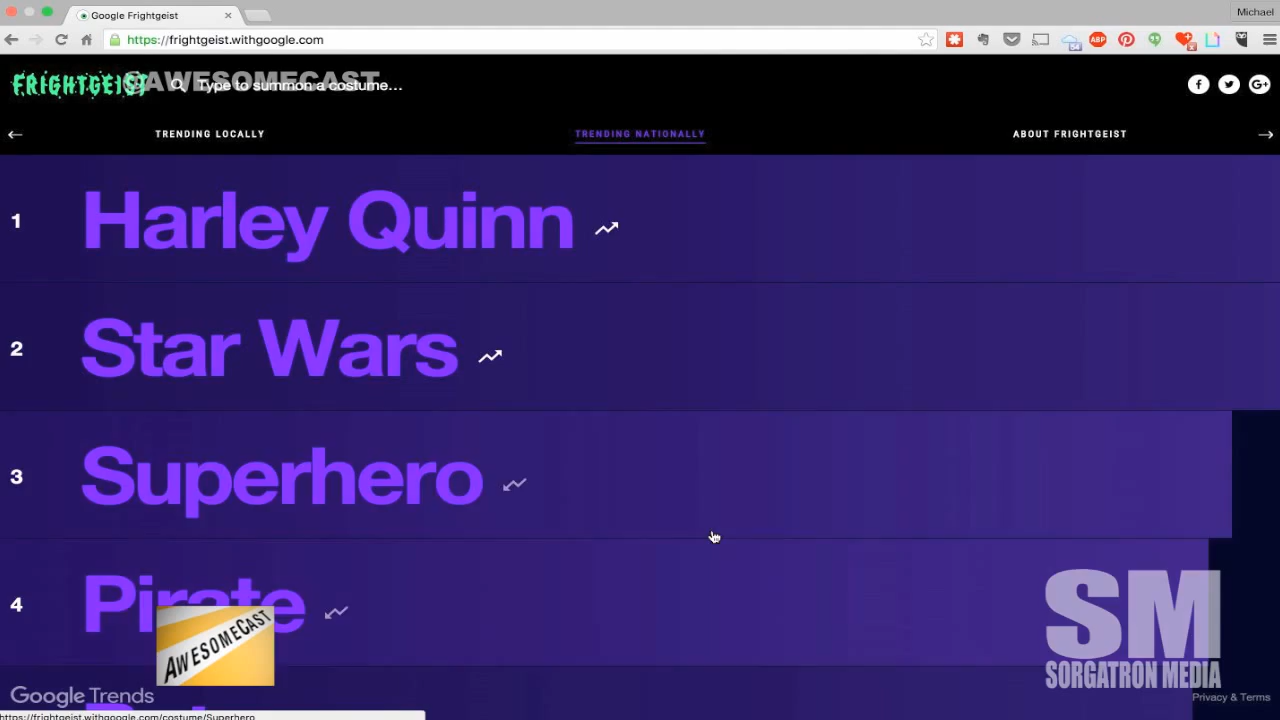 Google Frightgeist
Michael
https://frightgeist.withgoogle.com
FRIGHTGEIST
@AWESOMECAST
Type to summon a costume...
TRENDING LOCALLY
TRENDING NATIONALLY
ABOUT FRIGHTGEIST
1 Harley Quinn
2 Star Wars
3 Superhero
4 Pirate
AWESOMECAST
SM
SORGATRON MEDIA
Google Trends
Privacy & Terms
https://frightgeist.withgoogle.com/costume/Superhero